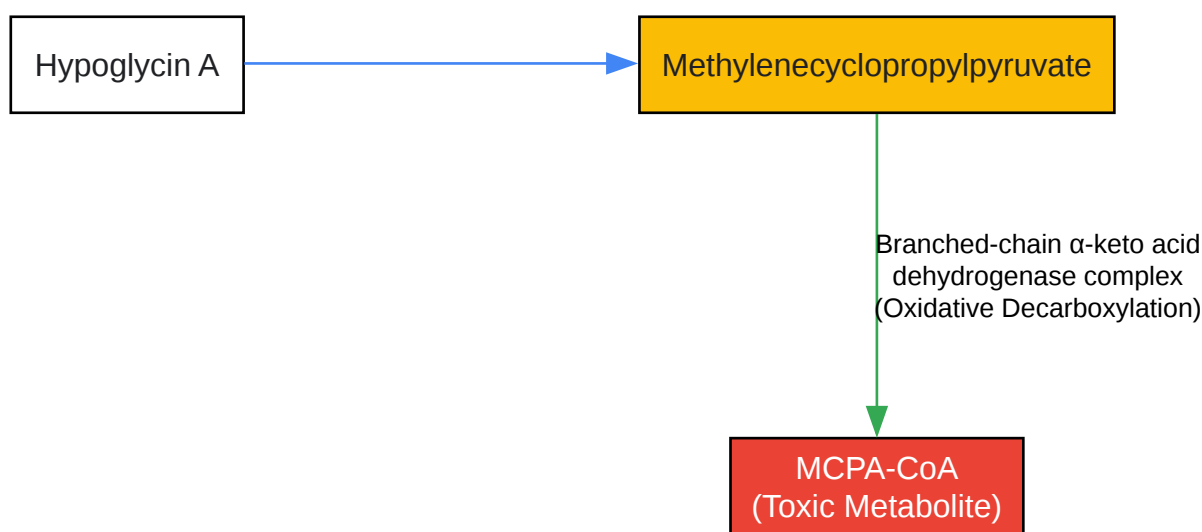 Hypoglycin A
Methylenecyclopropylpyruvate
Branched-chain α-keto acid
dehydrogenase complex
(Oxidative Decarboxylation)
MCPA-CoA
(Toxic Metabolite)